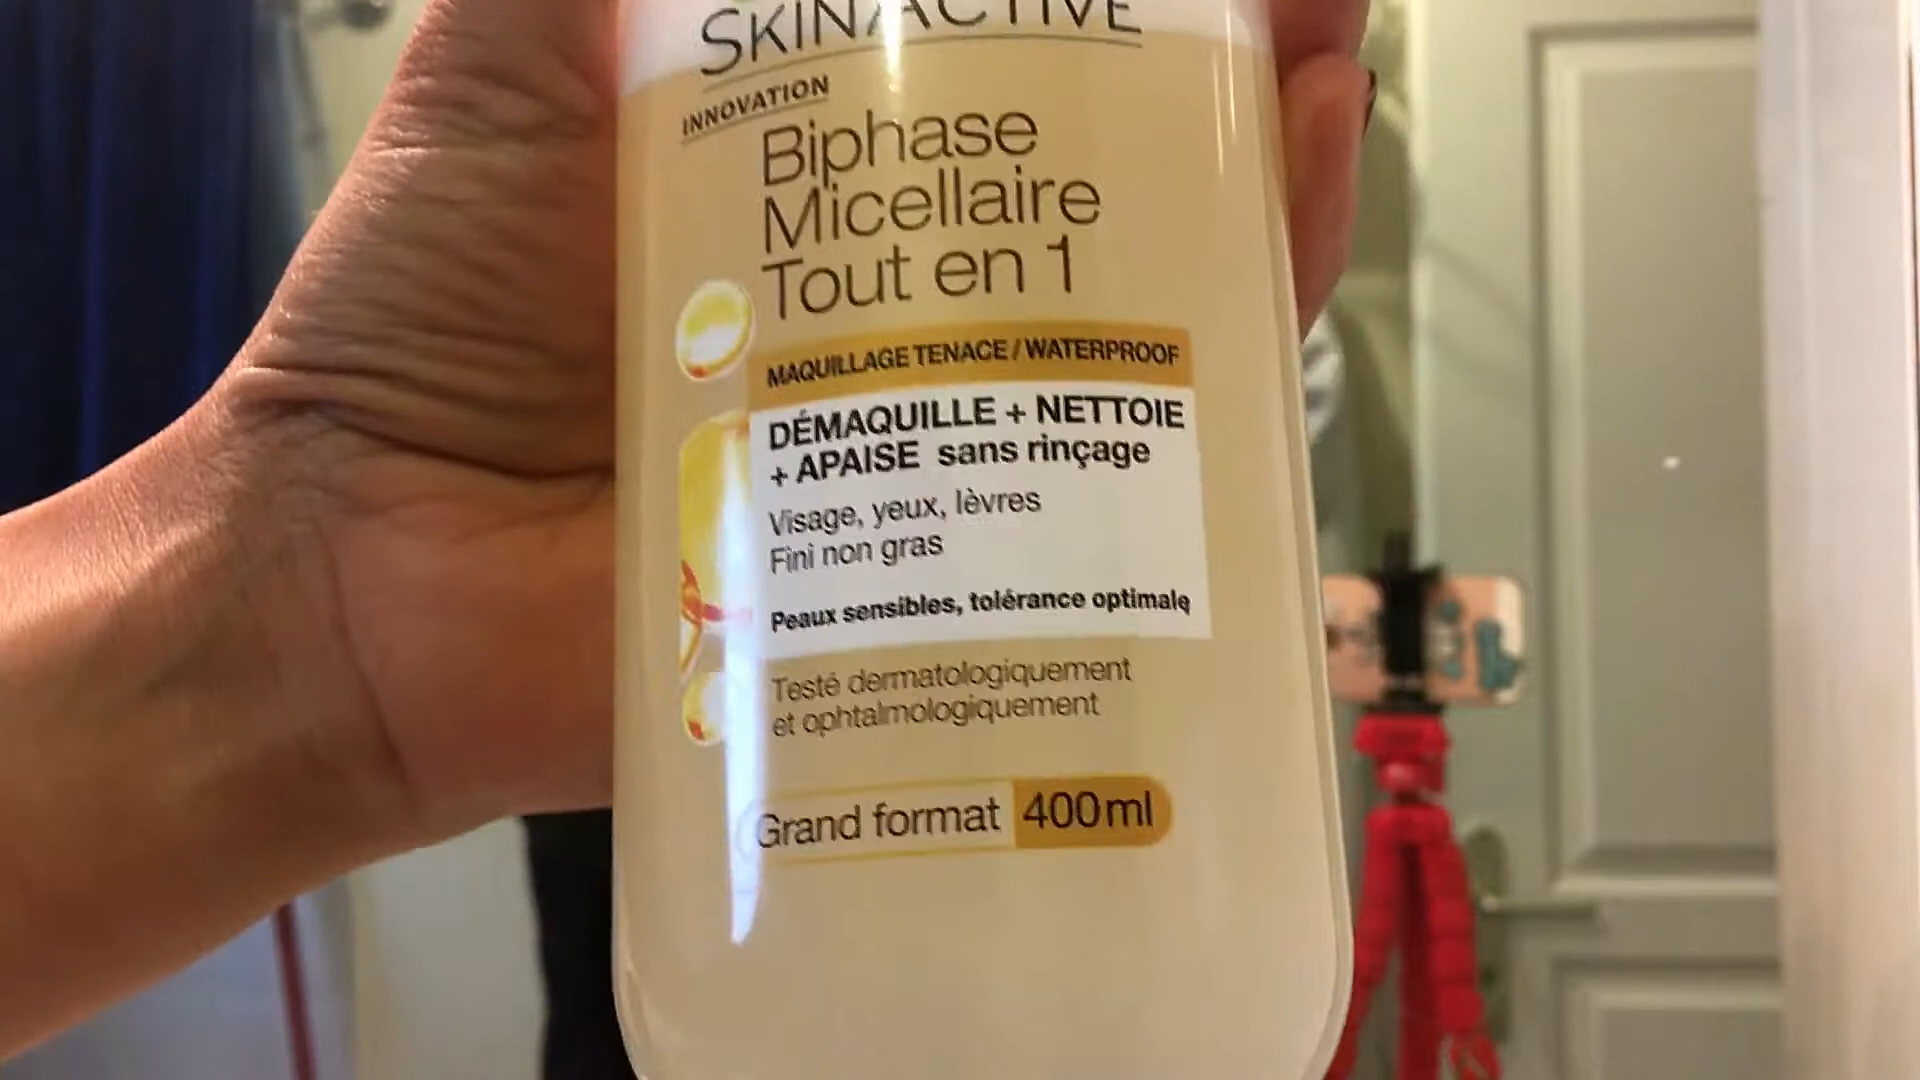 SKINACTIVE
INNOVATION
Biphase
Micellaire
Tout en 1
MAQUILLAGE TENACE / WATERPROOF
DÉMAQUILLE + NETTOIE
+ APAISE sans rinçage
Visage, yeux, lèvres
Fini non gras
Peaux sensibles, tolérance optimale
Testé dermatologiquement
et ophtalmologiquement
Grand format 400ml